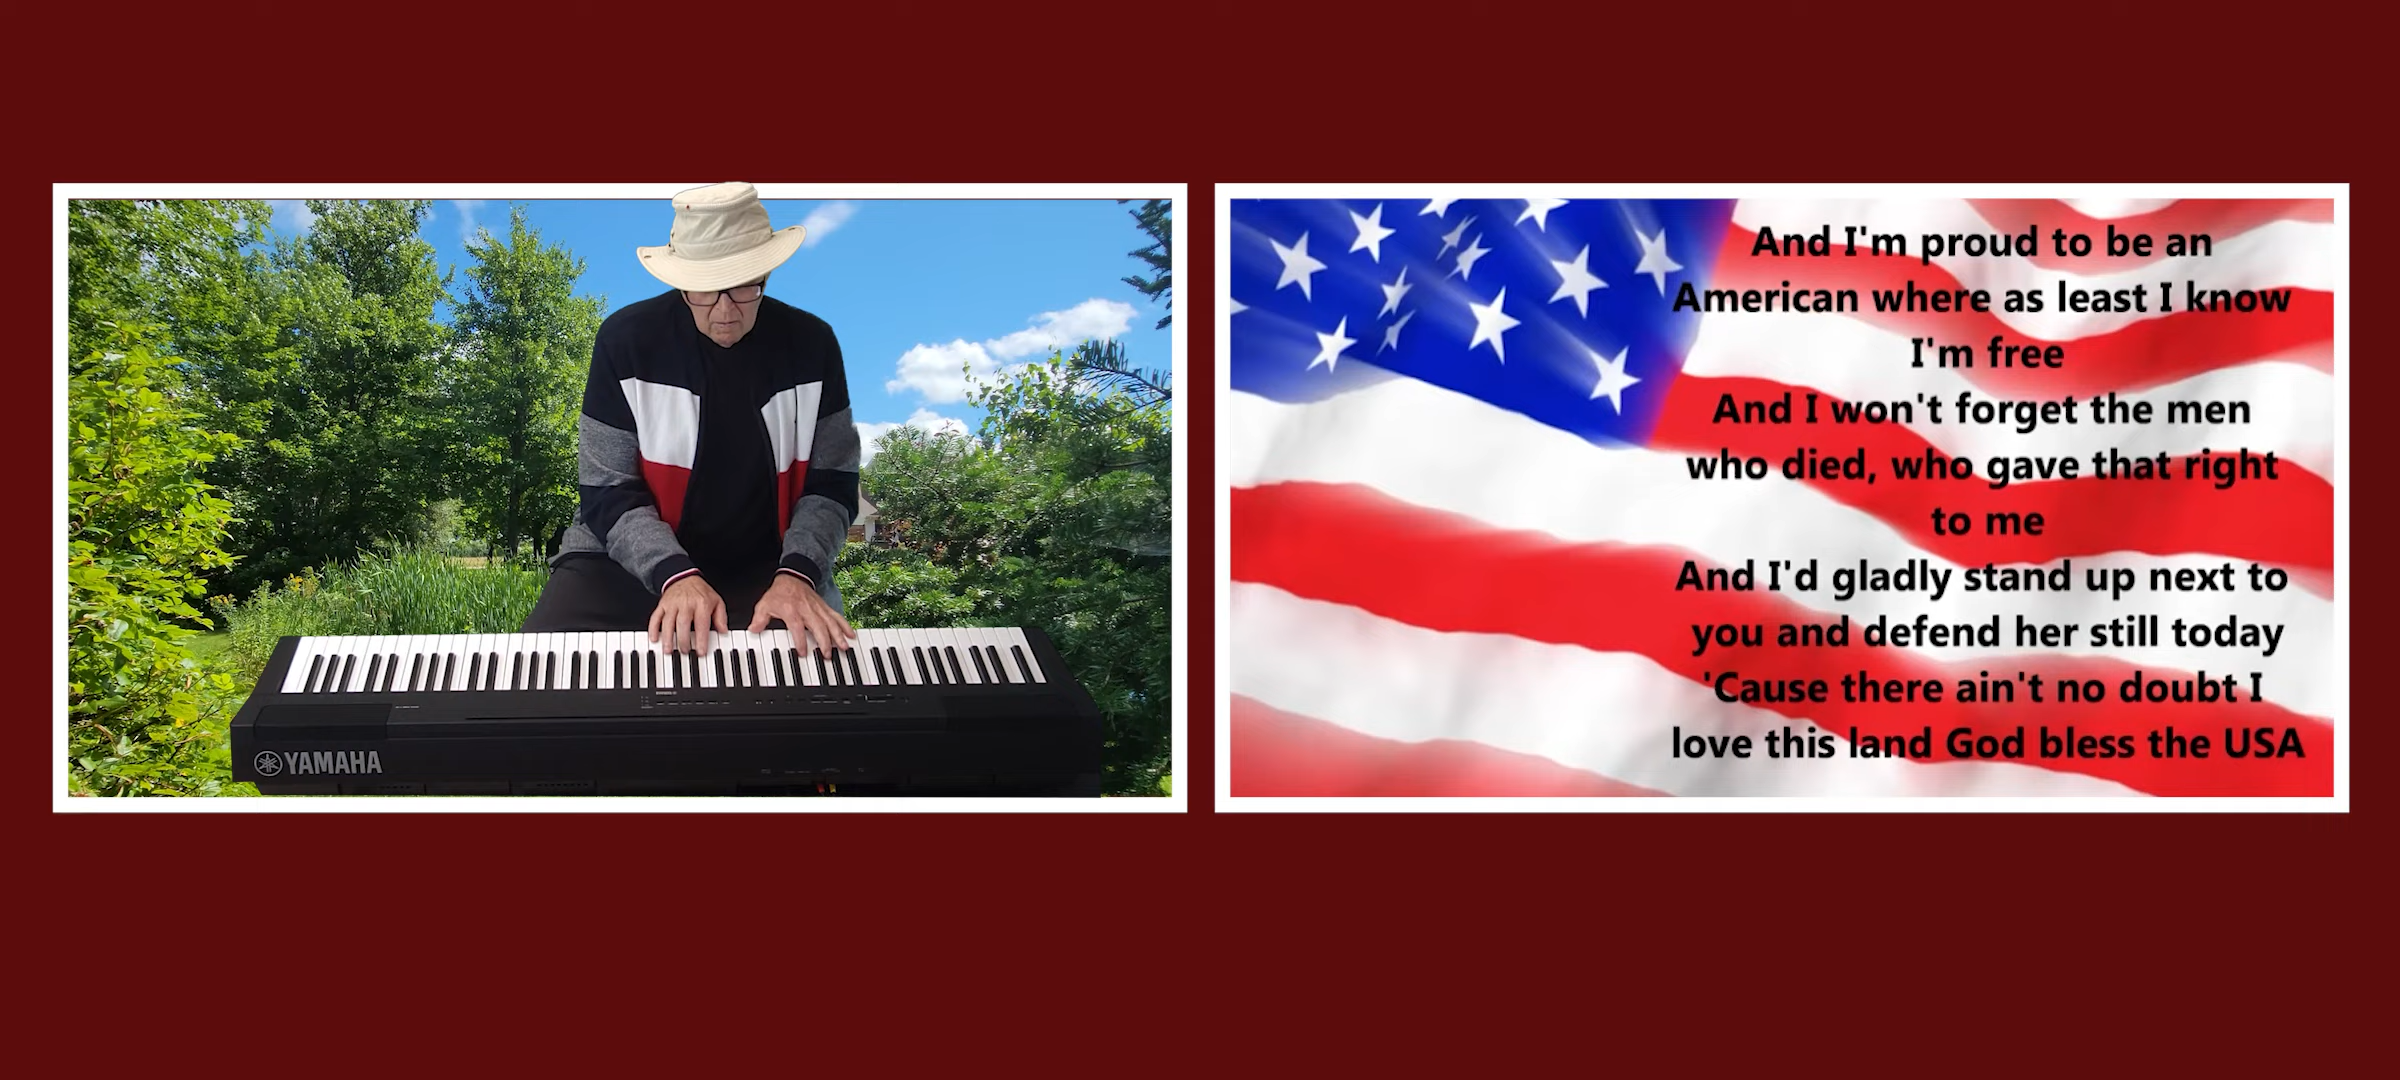 YAMAHA
And I'm proud to be an
American where as least I know
I'm free
And I won't forget the men
who died, who gave that right
to me
And I'd gladly stand up next to
you and defend her still today
'Cause there ain't no doubt I
love this land God bless the USA